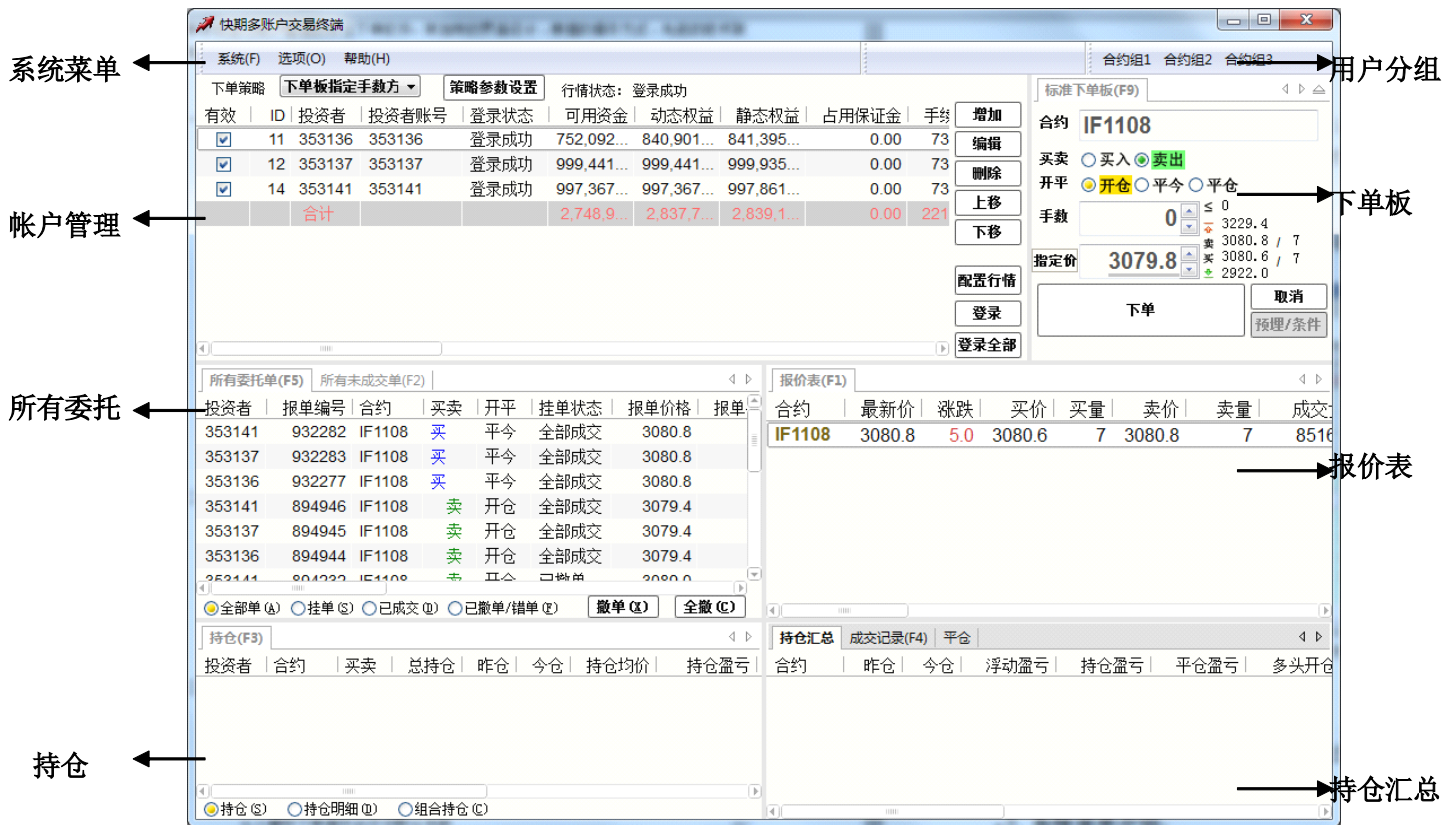 快期多账户交易终端
系统(F) 选项(O) 帮助(H) 合约组1 合约组2 合约组3
系统菜单
用户分组
下单策略 下单板指定手数方 策略参数设置 行情状态: 登录成功
有效 ID 投资者 投资者账号 登录状态 可用资金 动态权益 静态权益 占用保证金 手续
11 353136 353136 登录成功 752,092... 840,901... 841,395... 0.00 73
12 353137 353137 登录成功 999,441... 999,441... 999,935... 0.00 73
14 353141 353141 登录成功 997,367... 997,367... 997,861... 0.00 73
合计 2,748,9... 2,837,7... 2,839,1... 0.00 221
帐户管理
增加
编辑
删除
上移
下移
配置行情
登录
登录全部
标准下单板(F9)
合约 IF1108
买卖 买入 卖出
开平 开仓 平今 平仓
手数 0 ≤ 0
3229.4
卖 3080.8 / 7
指定价 3079.8 买 3080.6 / 7
2922.0
下单 取消
预埋/条件
下单板
所有委托单(F5) 所有未成交单(F2)
投资者 报单编号 合约 买卖 开平 挂单状态 报单价格 报单
353141 932282 IF1108 买 平今 全部成交 3080.8
353137 932283 IF1108 买 平今 全部成交 3080.8
353136 932277 IF1108 买 平今 全部成交 3080.8
353141 894946 IF1108 卖 开仓 全部成交 3079.4
353137 894945 IF1108 卖 开仓 全部成交 3079.4
353136 894944 IF1108 卖 开仓 全部成交 3079.4
353141 894232 IF1108 卖 开仓 已撤单 3080.0
全部单(A) 挂单(S) 已成交(D) 已撤单/错单(F) 撤单(X) 全撤(C)
所有委托
报价表(F1)
合约 最新价 涨跌 买价 买量 卖价 卖量 成交
IF1108 3080.8 5.0 3080.6 7 3080.8 7 8516
报价表
持仓(F3)
投资者 合约 买卖 总持仓 昨仓 今仓 持仓均价 持仓盈亏
持仓(S) 持仓明细(D) 组合持仓(C)
持仓
持仓汇总 成交记录(F4) 平仓
合约 昨仓 今仓 浮动盈亏 持仓盈亏 平仓盈亏 多头开仓
持仓汇总